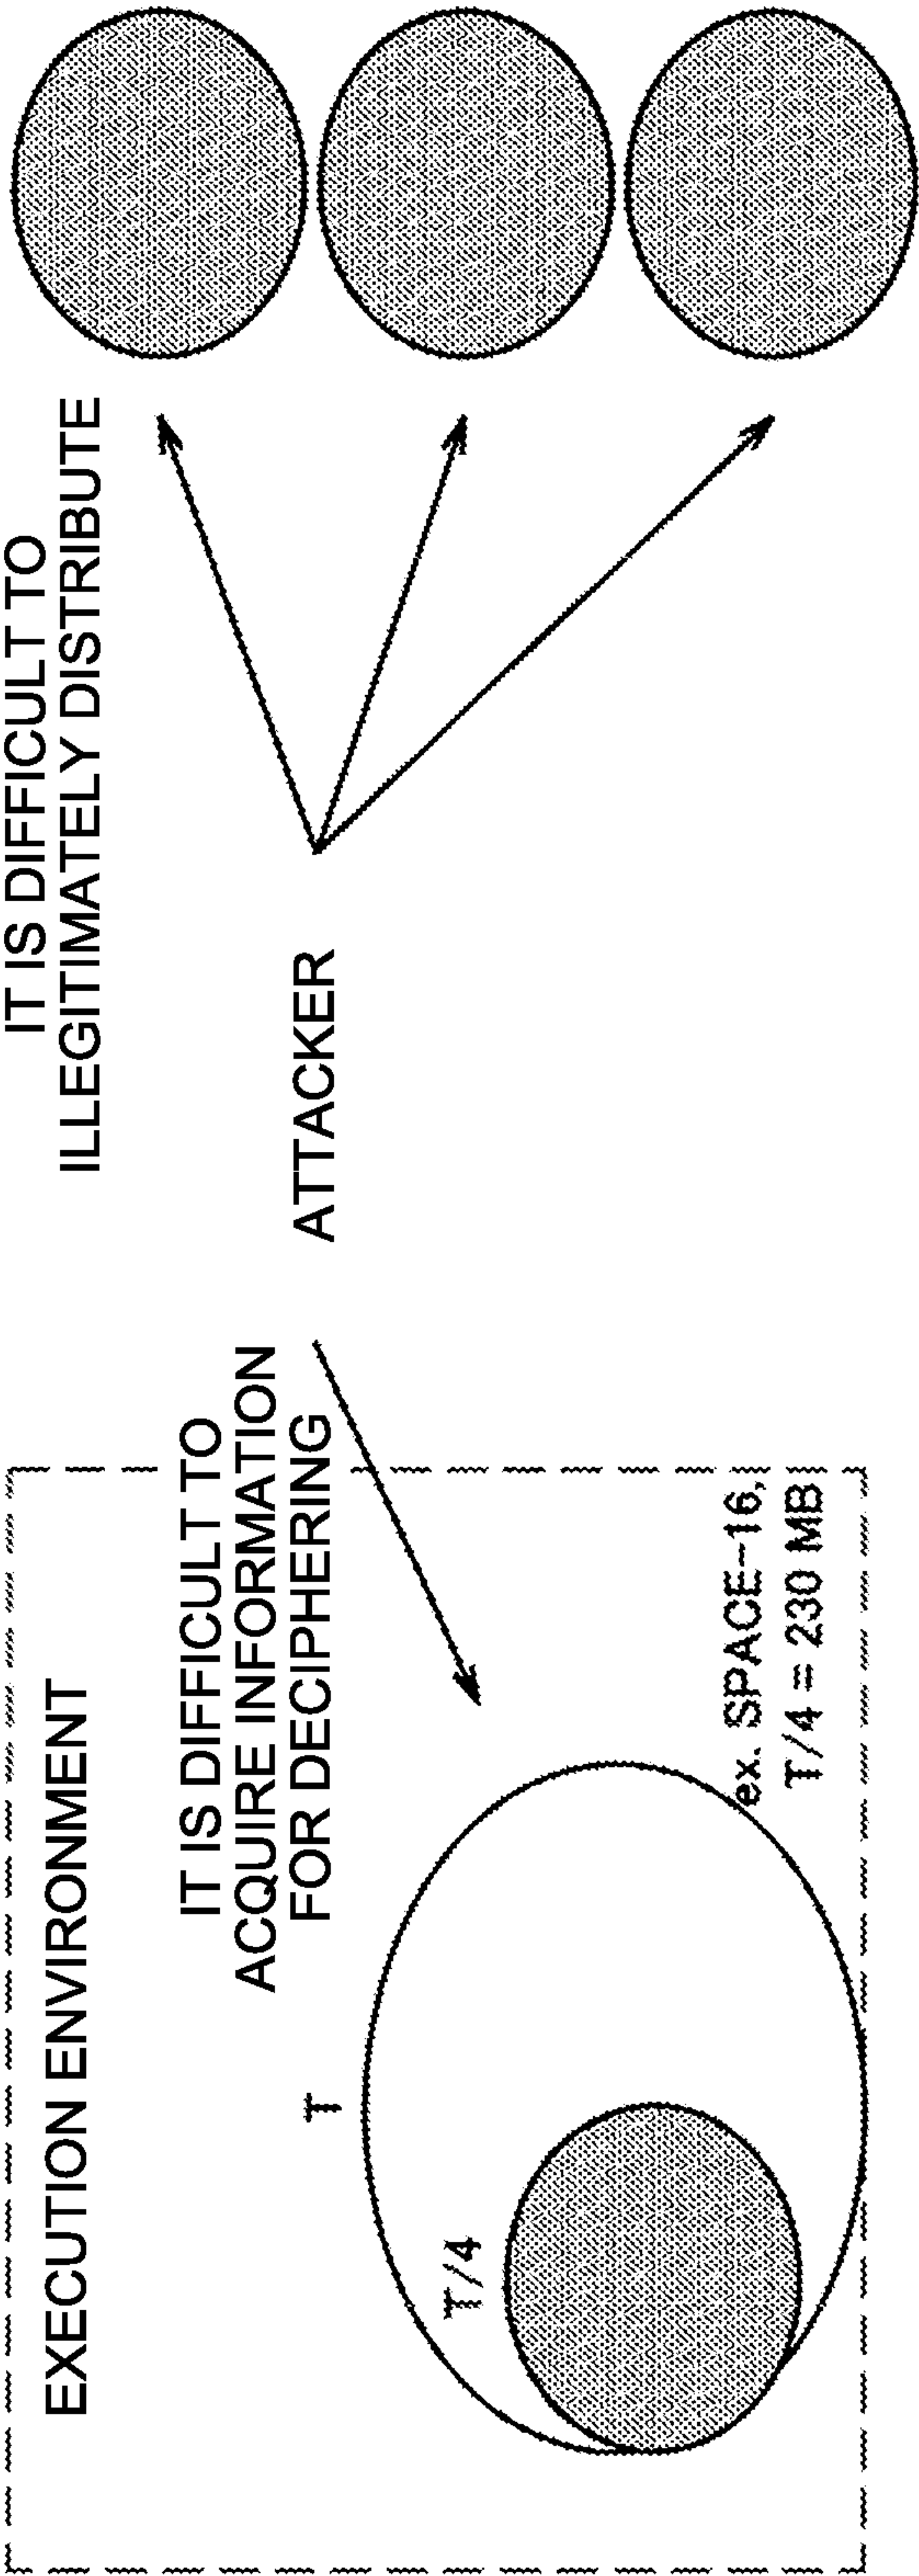 EXECUTION ENVIRONMENT
IT IS DIFFICULT TO
ACQUIRE INFORMATION
FOR DECIPHERING
T
T/4
ex. SPACE-16,
T/4 = 230 MB
ATTACKER
IT IS DIFFICULT TO
ILLEGITIMATELY DISTRIBUTE